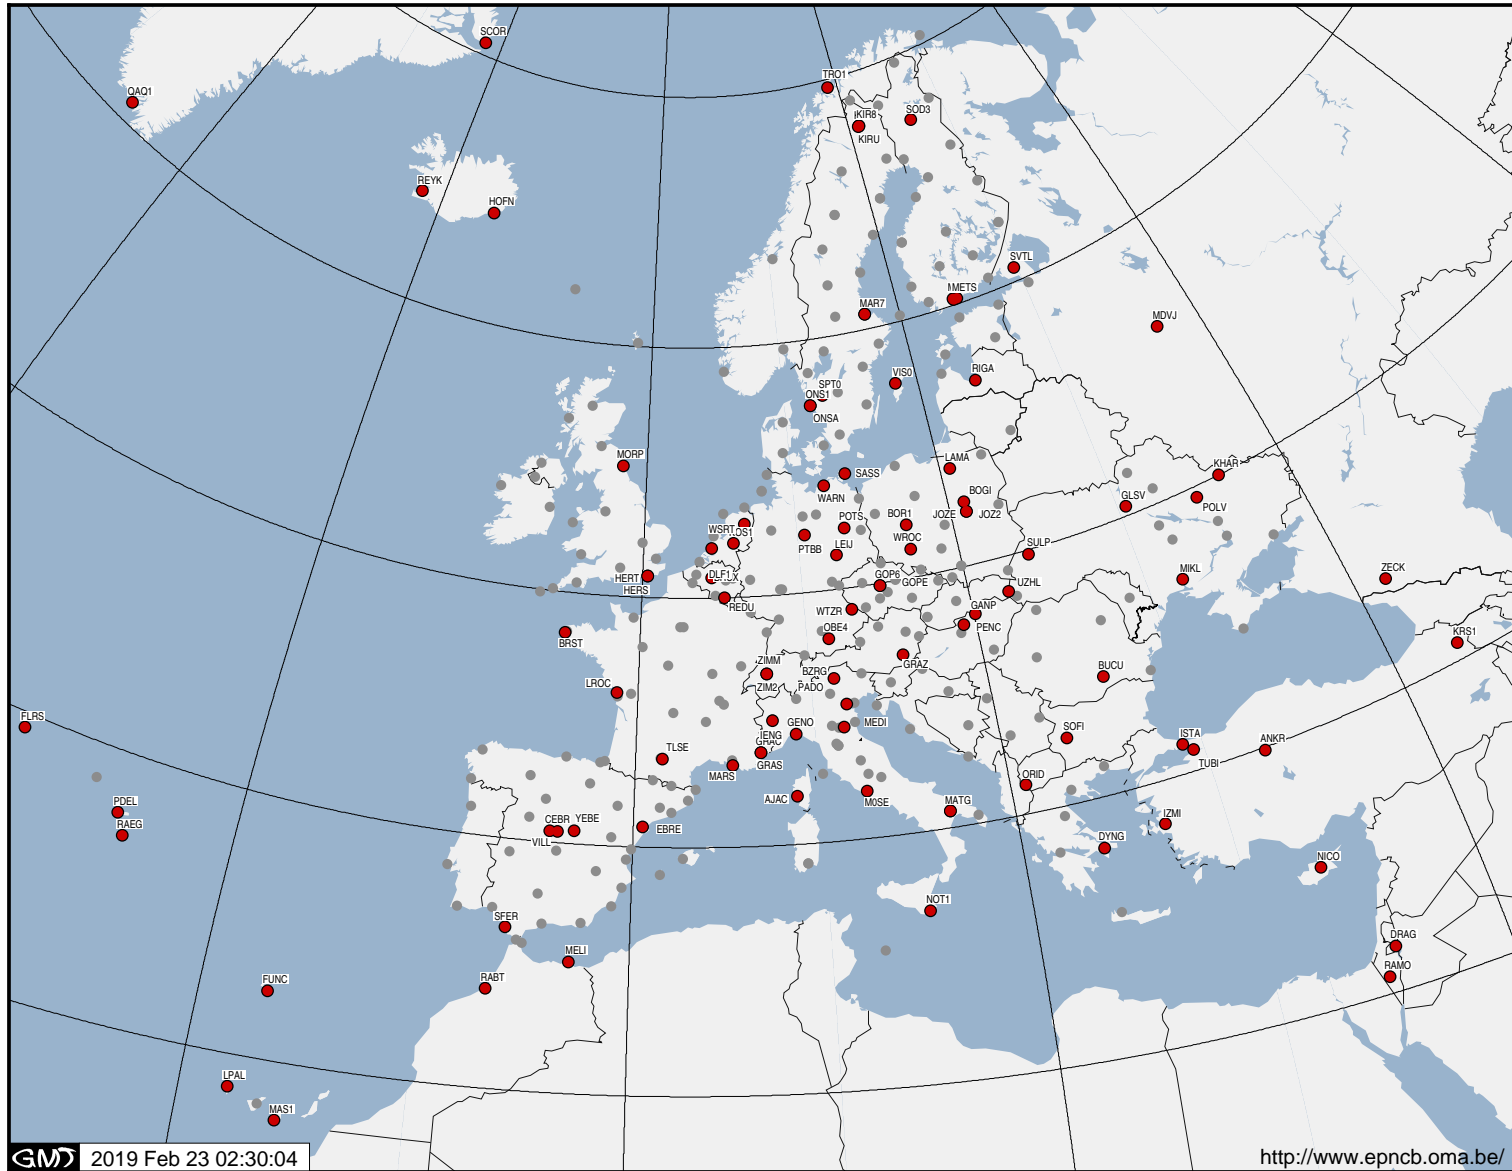 SCOR
QAQ1
TRO1
KIR8
SOD3
KIRU
REYK
HOFN
SVTL
METS
MAR7
MDVJ
RIGA
VIS0
SPT0
ONS1
ONSA
MORP
LAMA
SASS
KHAR
WARN
BOGI
GLSV
POLV
JOZE
JOZ2
BOR1
POTS
WSRT
PTBB
LEIJ
WROC
SULP
HERT
HERS
DLF1
GOP6
GOPE
UZHL
MIKL
ZECK
REDU
WTZR
GANP
PENC
OBE4
BRST
KRS1
GRAZ
ZIMM
BZRG
BUCU
LROC
ZIM2
PADO
FLRS
GENO
MEDI
SOFI
ISTA
ANKR
IENG
TUBI
TLSE
GRAS
MARS
ORID
AJAC
M0SE
MATG
PDEL
RAEG
CEBR
YEBE
EBRE
VILL
IZMI
DYNG
NICO
NOT1
SFER
DRAG
MELI
RAMO
FUNC
RABT
LPAL
MAS1
GMT
2019 Feb 23 02:30:04
http://www.epncb.oma.be/